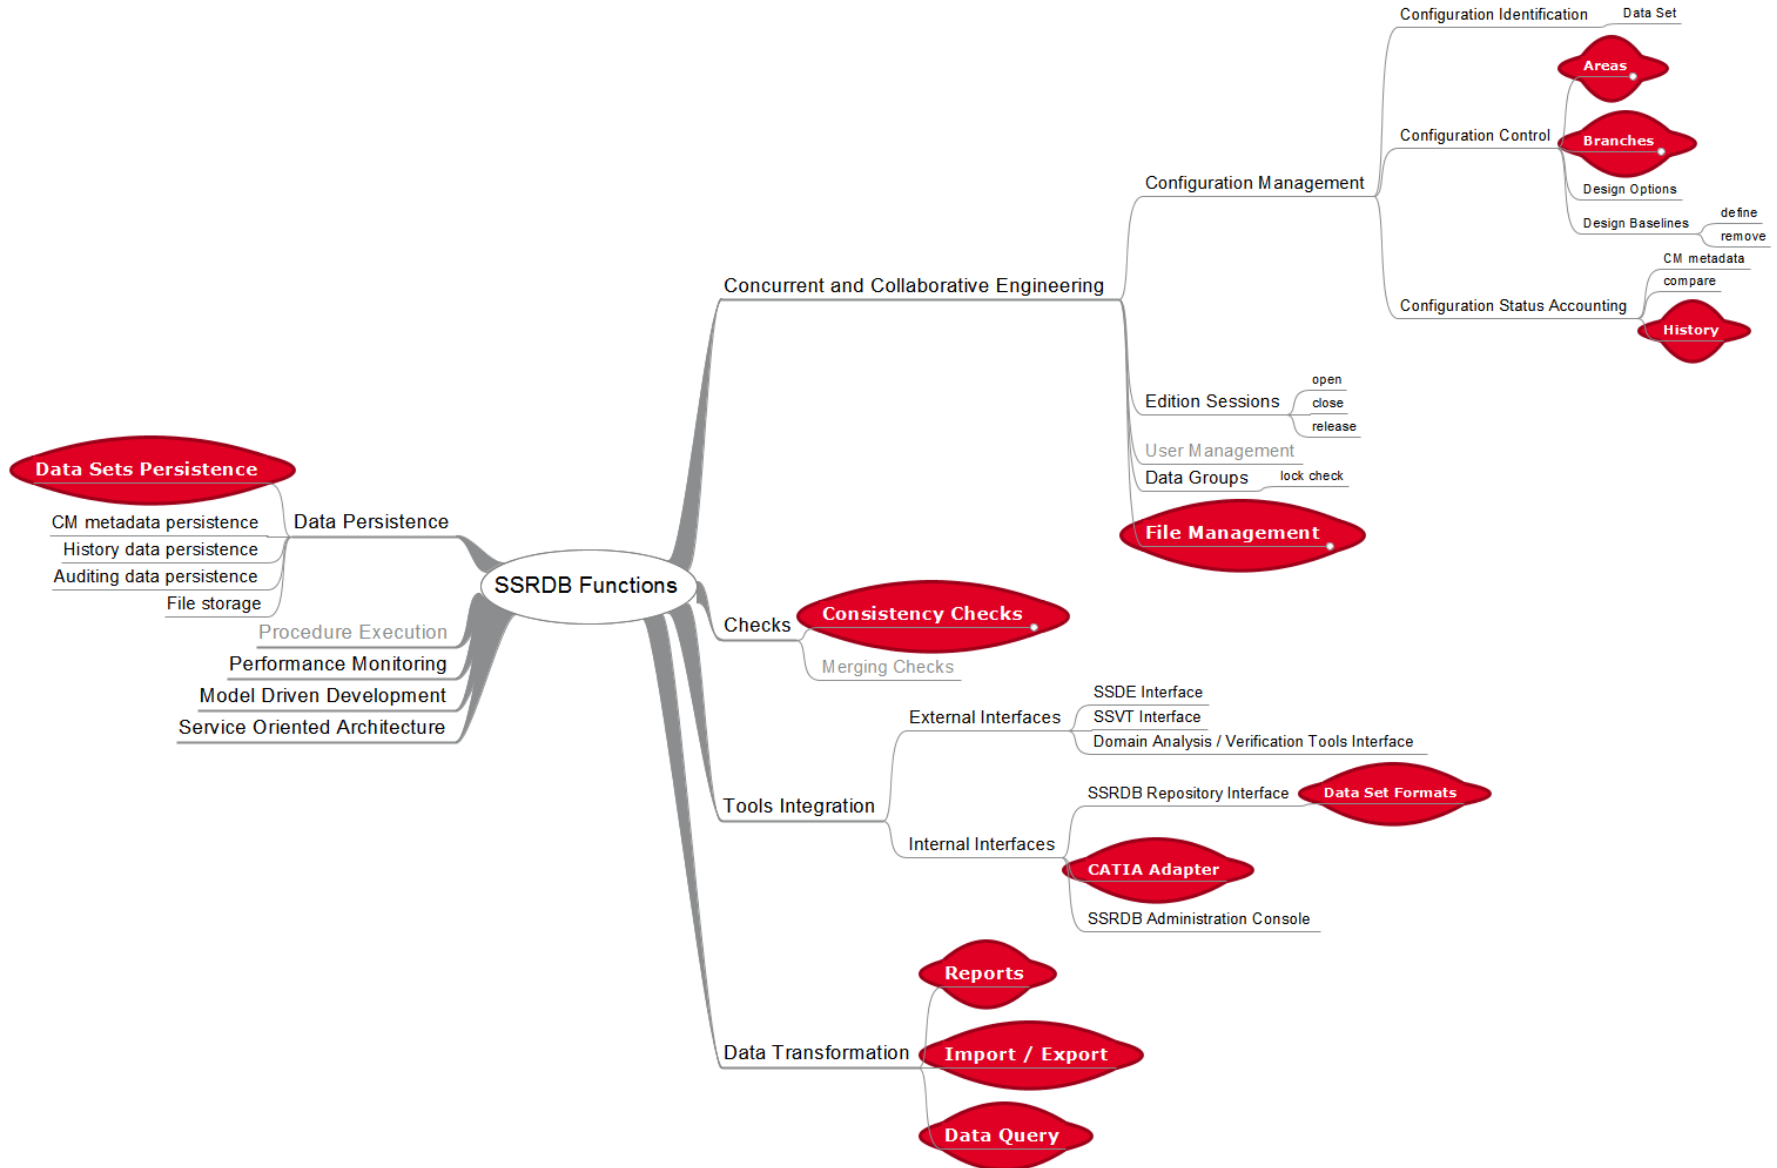 SSRDB Functions
Concurrent and Collaborative Engineering
Configuration Management
Configuration Identification
Data Set
Configuration Control
Areas
Branches
Design Options
Design Baselines
define
remove
Configuration Status Accounting
CM metadata
compare
History
Edition Sessions
open
close
release
User Management
Data Groups
lock check
File Management
Checks
Consistency Checks
Merging Checks
Tools Integration
External Interfaces
SSDE Interface
SSVT Interface
Domain Analysis / Verification Tools Interface
Internal Interfaces
SSRDB Repository Interface
Data Set Formats
CATIA Adapter
SSRDB Administration Console
Data Transformation
Reports
Import / Export
Data Query
Data Persistence
Data Sets Persistence
CM metadata persistence
History data persistence
Auditing data persistence
File storage
Procedure Execution
Performance Monitoring
Model Driven Development
Service Oriented Architecture